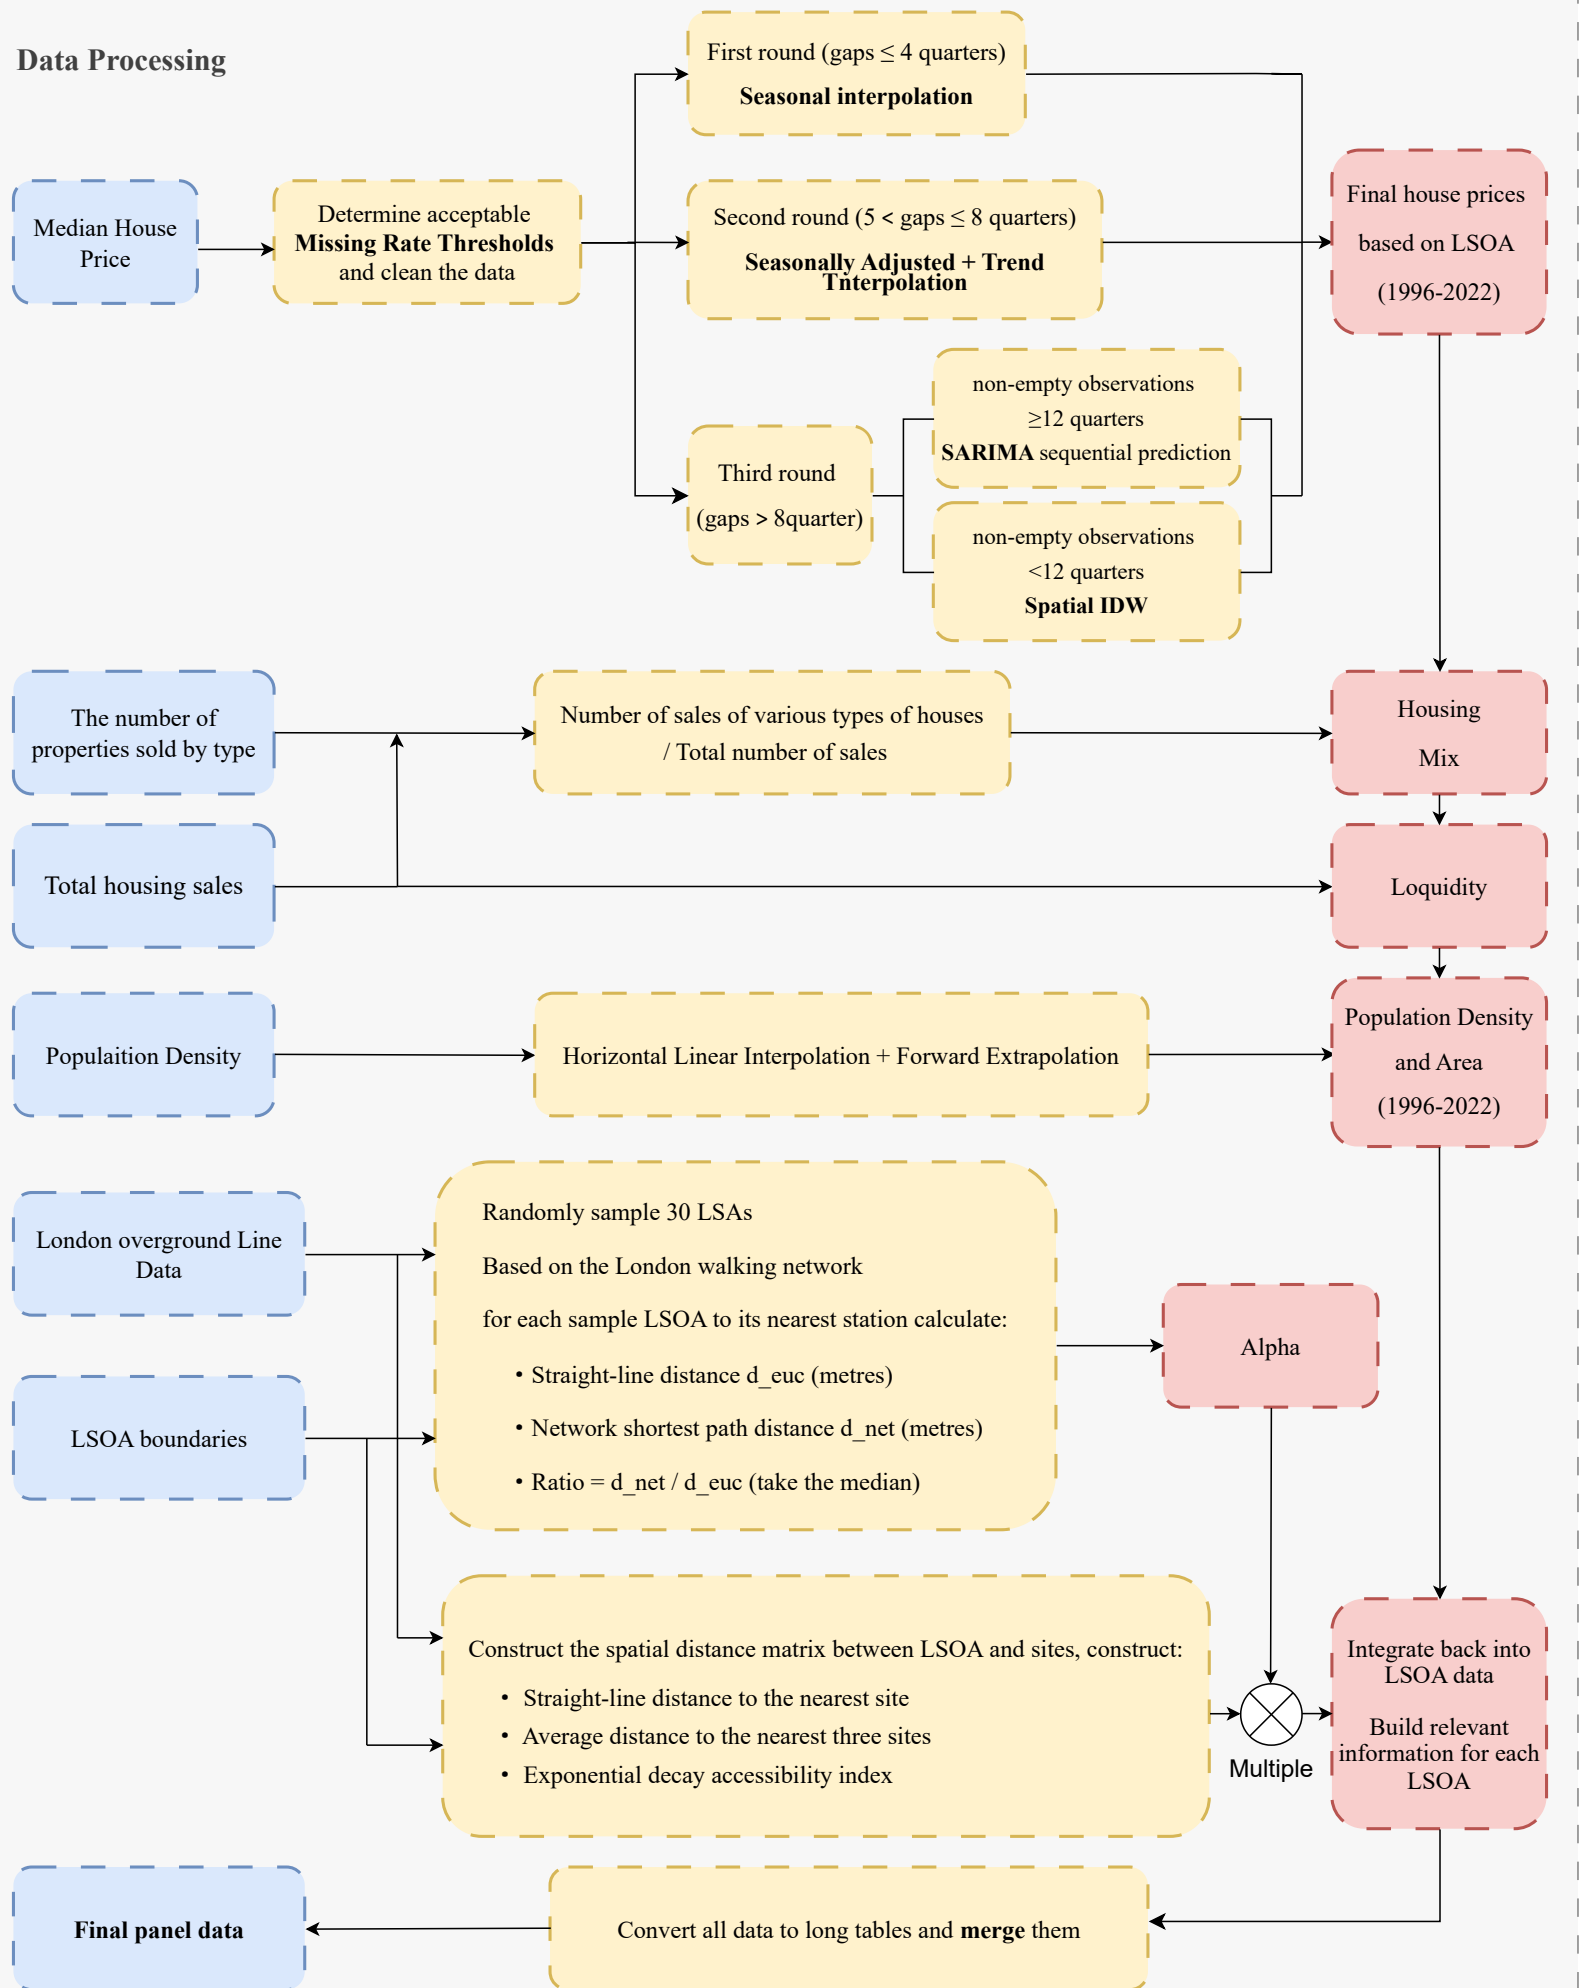 Data Processing
First round (gaps ≤ 4 quarters)
Seasonal interpolation
Median House
Price
Determine acceptable
Missing Rate Thresholds
and clean the data
Second round (5 < gaps ≤ 8 quarters)
Seasonally Adjusted + Trend
Tnterpolation
Final house prices
based on LSOA
(1996-2022)
Third round
(gaps > 8quarter)
non-empty observations
≥12 quarters
SARIMA sequential prediction
non-empty observations
<12 quarters
Spatial IDW
The number of
properties sold by type
Number of sales of various types of houses
/ Total number of sales
Housing
Mix
Total housing sales
Loquidity
Populaition Density
Horizontal Linear Interpolation + Forward Extrapolation
Population Density
and Area
(1996-2022)
London overground Line
Data
LSOA boundaries
Randomly sample 30 LSAs
Based on the London walking network
for each sample LSOA to its nearest station calculate:
• Straight-line distance d_euc (metres)
• Network shortest path distance d_net (metres)
• Ratio = d_net / d_euc (take the median)
Alpha
Construct the spatial distance matrix between LSOA and sites, construct:
• Straight-line distance to the nearest site
• Average distance to the nearest three sites
• Exponential decay accessibility index
Multiple
Integrate back into
LSOA data
Build relevant
information for each
LSOA
Final panel data
Convert all data to long tables and merge them